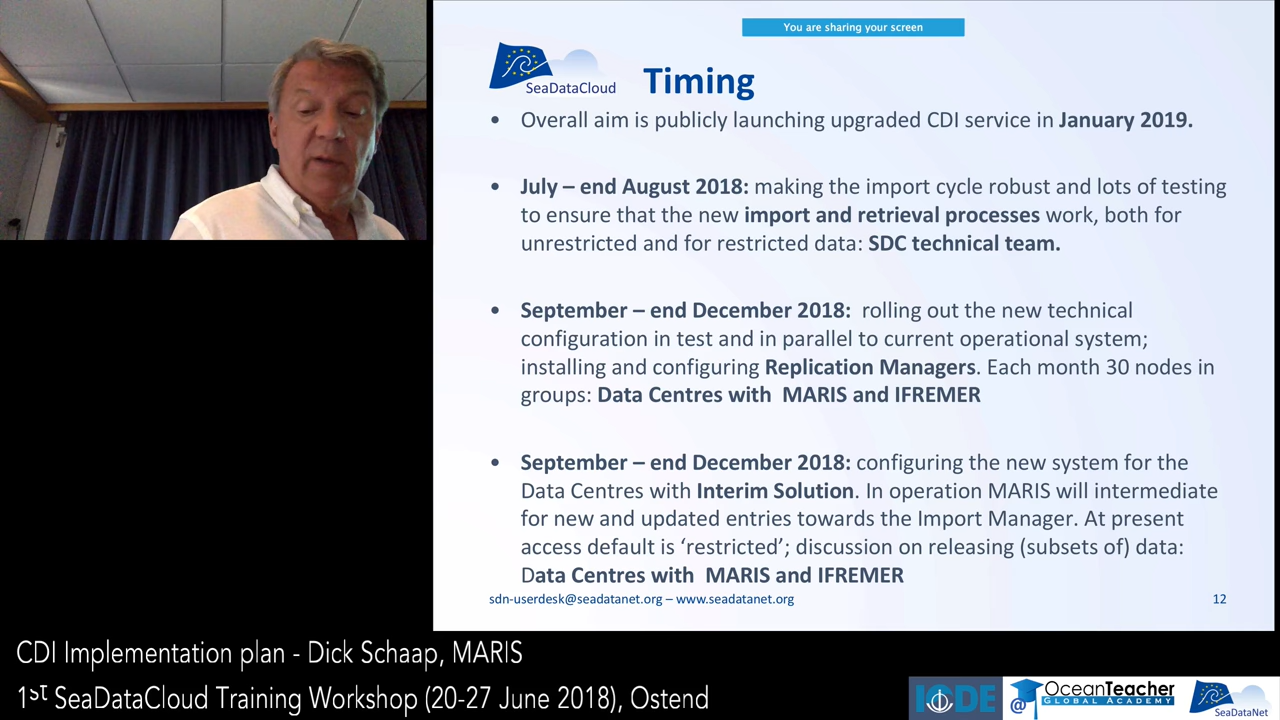 You are sharing your screen
SeaDataCloud
Timing
• Overall aim is publicly launching upgraded CDI service in January 2019.
• July – end August 2018: making the import cycle robust and lots of testing
to ensure that the new import and retrieval processes work, both for
unrestricted and for restricted data: SDC technical team.
• September – end December 2018: rolling out the new technical
configuration in test and in parallel to current operational system;
installing and configuring Replication Managers. Each month 30 nodes in
groups: Data Centres with MARIS and IFREMER
• September – end December 2018: configuring the new system for the
Data Centres with Interim Solution. In operation MARIS will intermediate
for new and updated entries towards the Import Manager. At present
access default is ‘restricted’; discussion on releasing (subsets of) data:
Data Centres with MARIS and IFREMER
sdn-userdesk@seadatanet.org – www.seadatanet.org 12
CDI Implementation plan - Dick Schaap, MARIS
1st SeaDataCloud Training Workshop (20-27 June 2018), Ostend
IODE
@ OceanTeacher
GLOBAL ACADEMY
SeaDataNet